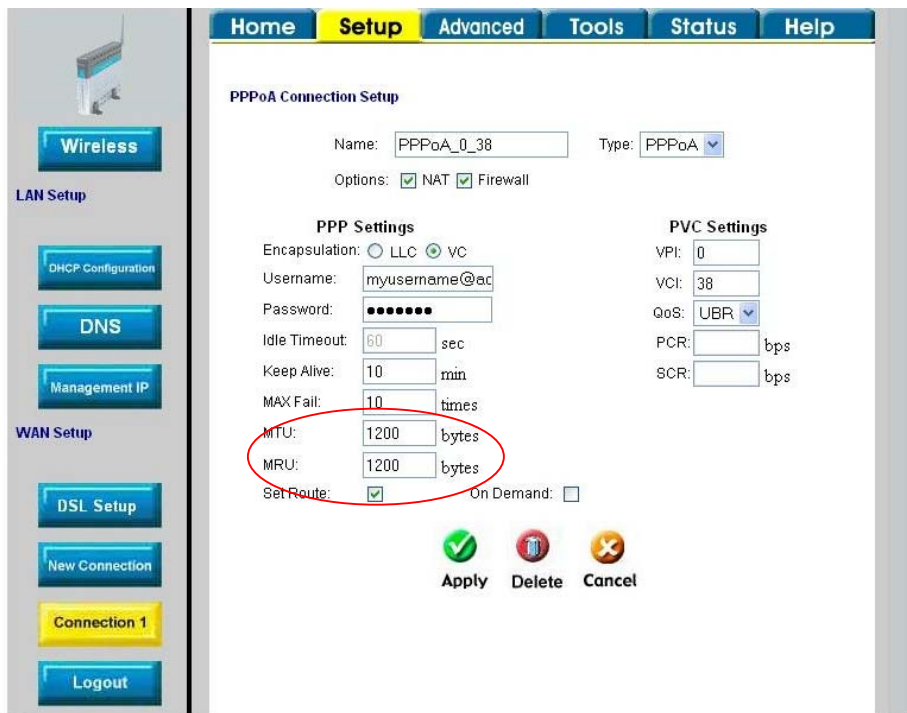 Home Setup Advanced Tools Status Help
Wireless
LAN Setup
DHCP Configuration
DNS
Management IP
WAN Setup
DSL Setup
New Connection
Connection 1
Logout
PPPoA Connection Setup
Name: PPPoA_0_38 Type: PPPoA
Options: NAT Firewall
PPP Settings
Encapsulation: LLC VC
Username: myusername@ac
Password: •••••••
Idle Timeout: 60 sec
Keep Alive: 10 min
MAX Fail: 10 times
MTU: 1200 bytes
MRU: 1200 bytes
Set Route: On Demand:
PVC Settings
VPI: 0
VCI: 38
QoS: UBR
PCR: bps
SCR: bps
Apply Delete Cancel